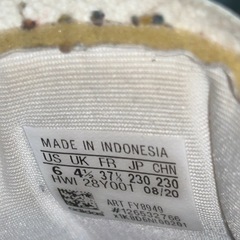 MADE IN INDONESIA
US UK FR JP CHN
6 4½ 37⅓ 230 230
HWI 28Y001 08/20
ART FY8949
#126532766